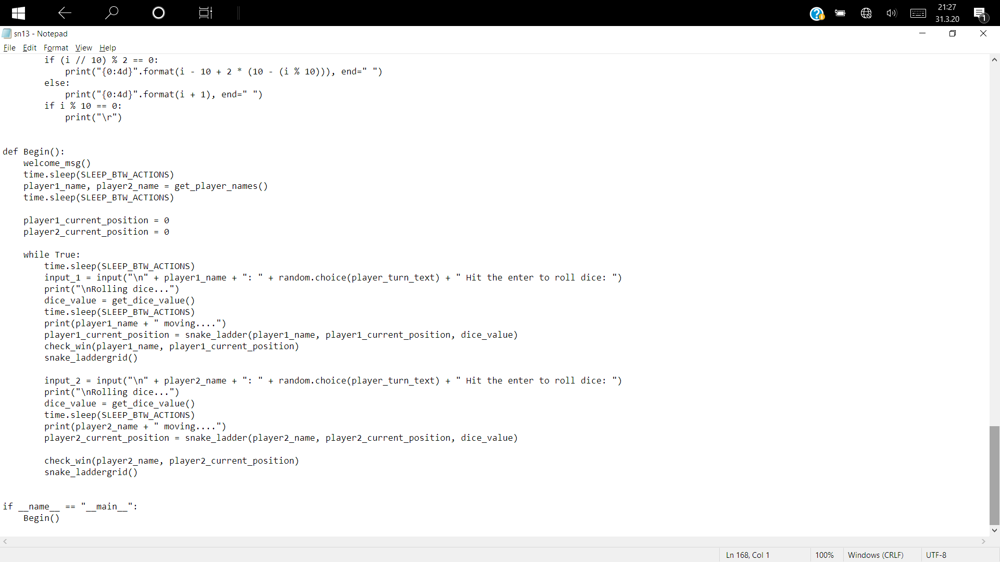 21:27
31.3.20
1
sn13 - Notepad
File Edit Format View Help
        if (i // 10) % 2 == 0:
            print("{0:4d}".format(i - 10 + 2 * (10 - (i % 10))), end=" ")
        else:
            print("{0:4d}".format(i + 1), end=" ")
        if i % 10 == 0:
            print("\r")

def Begin():
    welcome_msg()
    time.sleep(SLEEP_BTW_ACTIONS)
    player1_name, player2_name = get_player_names()
    time.sleep(SLEEP_BTW_ACTIONS)

    player1_current_position = 0
    player2_current_position = 0

    while True:
        time.sleep(SLEEP_BTW_ACTIONS)
        input_1 = input("\n" + player1_name + ": " + random.choice(player_turn_text) + " Hit the enter to roll dice: ")
        print("\nRolling dice...")
        dice_value = get_dice_value()
        time.sleep(SLEEP_BTW_ACTIONS)
        print(player1_name + " moving....")
        player1_current_position = snake_ladder(player1_name, player1_current_position, dice_value)
        check_win(player1_name, player1_current_position)
        snake_laddergrid()

        input_2 = input("\n" + player2_name + ": " + random.choice(player_turn_text) + " Hit the enter to roll dice: ")
        print("\nRolling dice...")
        dice_value = get_dice_value()
        time.sleep(SLEEP_BTW_ACTIONS)
        print(player2_name + " moving....")
        player2_current_position = snake_ladder(player2_name, player2_current_position, dice_value)

        check_win(player2_name, player2_current_position)
        snake_laddergrid()

if __name__ == "__main__":
    Begin()
Ln 168, Col 1
100%
Windows (CRLF)
UTF-8